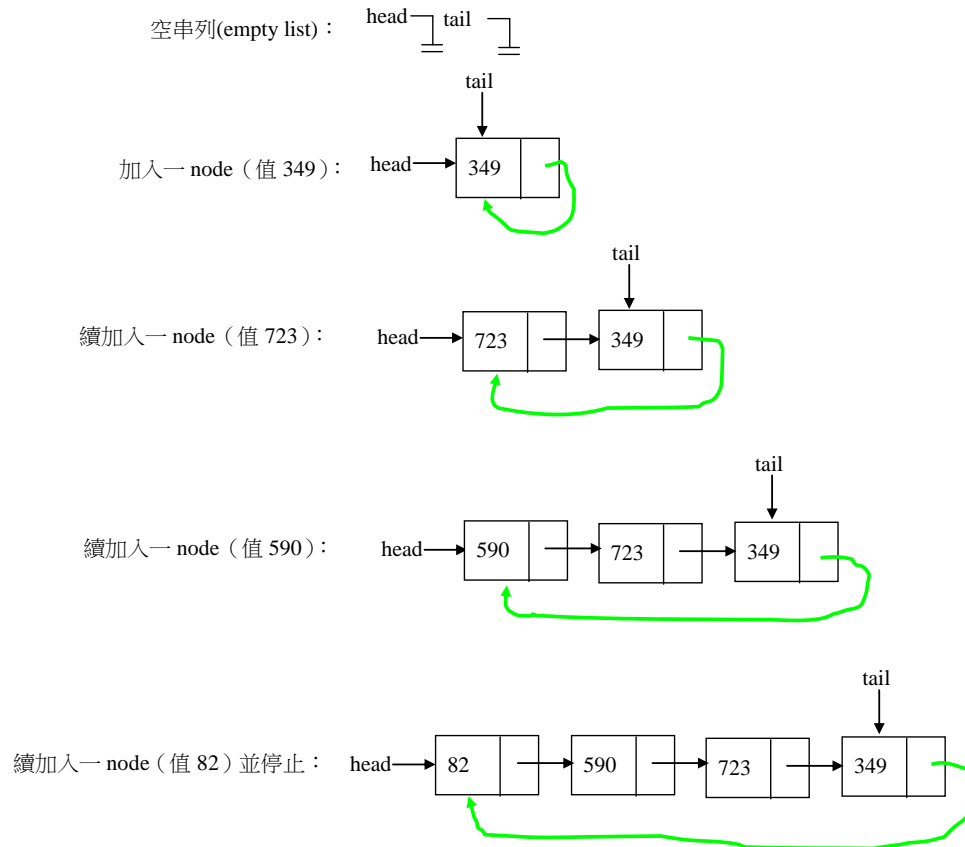 空串列(empty list)： head tail
tail
加入一 node（值 349）： head 349
tail
續加入一 node（值 723）： head 723 349
tail
續加入一 node（值 590）： head 590 723 349
tail
續加入一 node（值 82）並停止： head 82 590 723 349